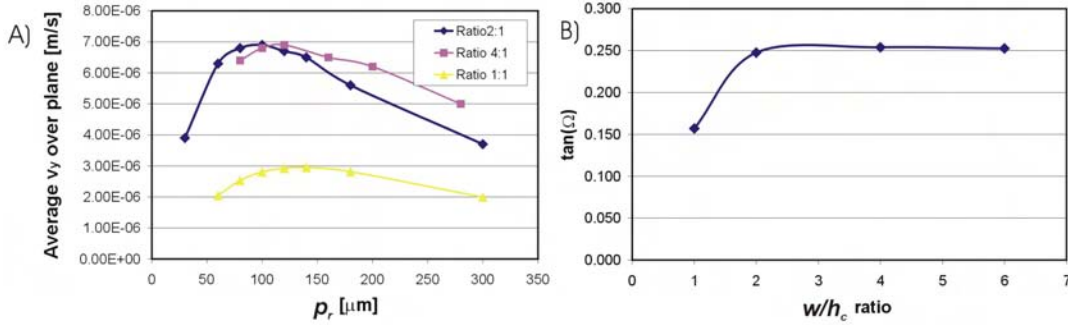 A)
Average vy over plane [m/s]
8.00E-06
7.00E-06
6.00E-06
5.00E-06
4.00E-06
3.00E-06
2.00E-06
1.00E-06
0.00E+00
0 50 100 150 200 250 300 350
pr [μm]
Ratio2:1
Ratio 4:1
Ratio 1:1
B)
tan(Ω)
0.300
0.250
0.200
0.150
0.100
0.050
0.000
0 1 2 3 4 5 6 7
w/hc ratio